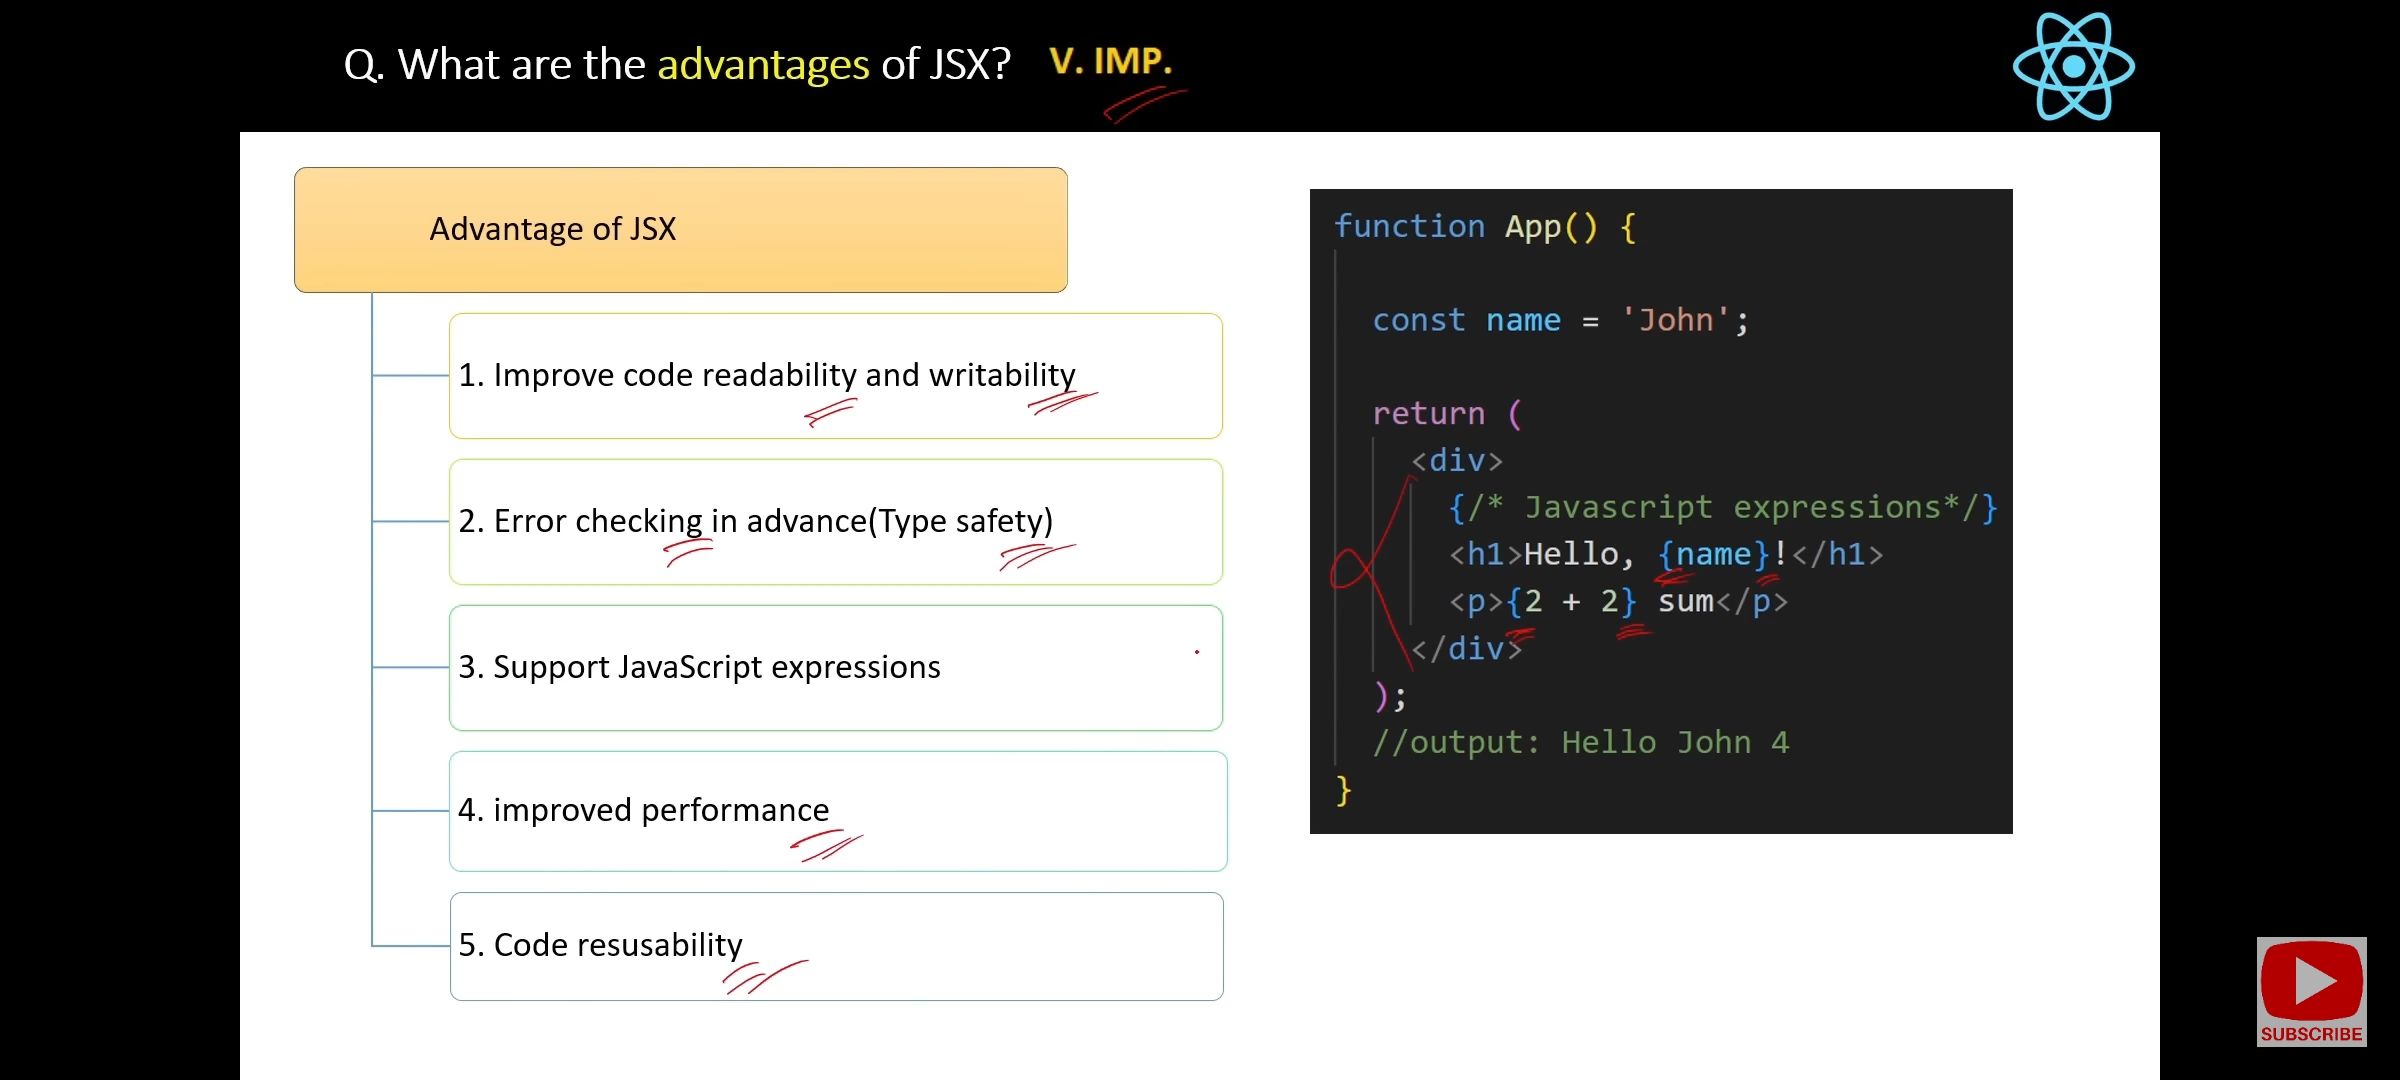 Q. What are the advantages of JSX? V. IMP.
Advantage of JSX
1. Improve code readability and writability
2. Error checking in advance(Type safety)
3. Support JavaScript expressions
4. improved performance
5. Code resusability
function App() {
const name = 'John';
return (
<div>
{/* Javascript expressions*/}
<h1>Hello, {name}!</h1>
<p>{2 + 2} sum</p>
</div>
);
//output: Hello John 4
}
SUBSCRIBE